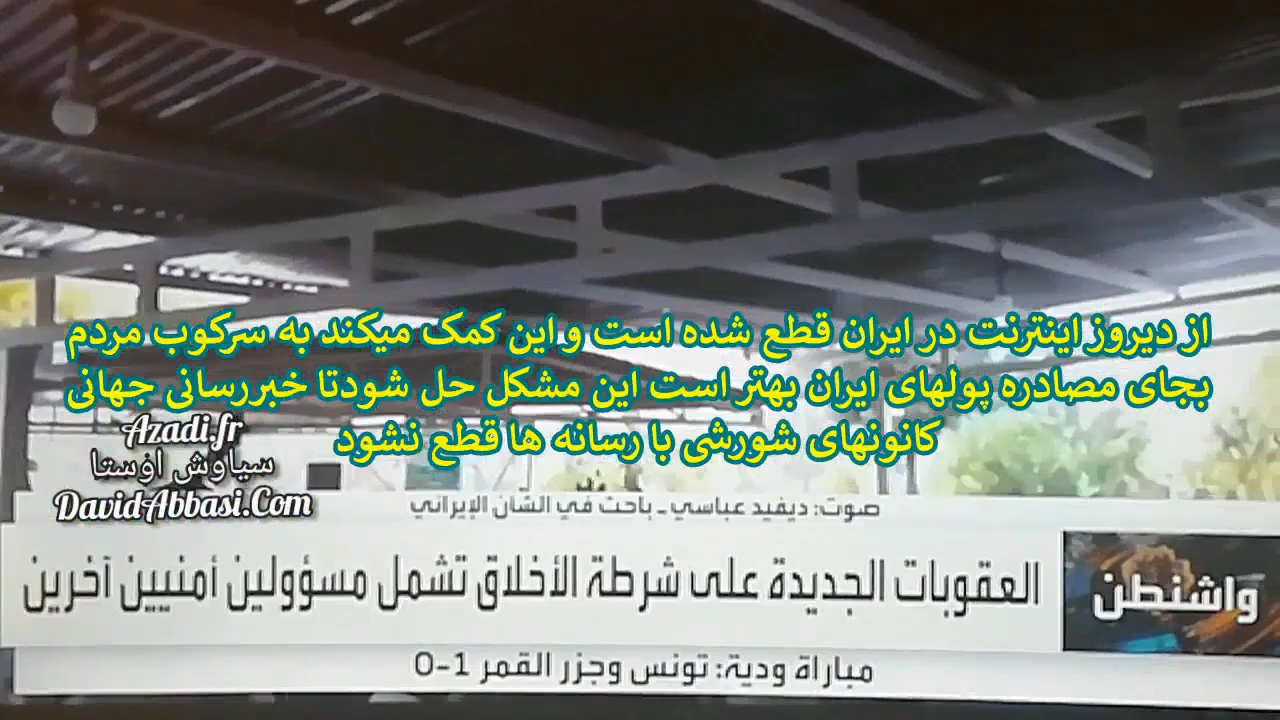 از دیروز اینترنت در ایران قطع شده است و این کمک میکند به سرکوب مردم
بجای مصادره پولهای ایران بهتر است این مشکل حل شودتا خبررسانی جهانی
کانونهای شورشی با رسانه ها قطع نشود
Azadi.fr
سیاوش اوستا
DavidAbbasi.Com
صوت: ديفيد عباسي - باحث في الشأن الإيراني
واشنطن
العقوبات الجديدة على شرطة الأخلاق تشمل مسؤولين أمنيين آخرين
مباراة ودية: تونس وجزر القمر 1-0